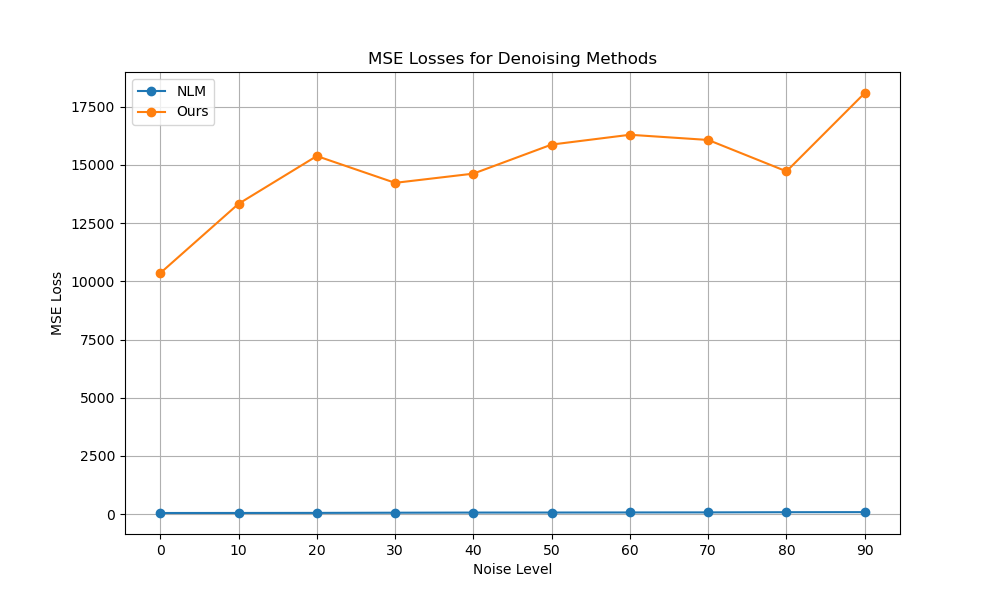 MSE Losses for Denoising Methods
NLM
Ours
17500
15000
12500
10000
7500
5000
2500
0
MSE Loss
0 10 20 30 40 50 60 70 80 90
Noise Level